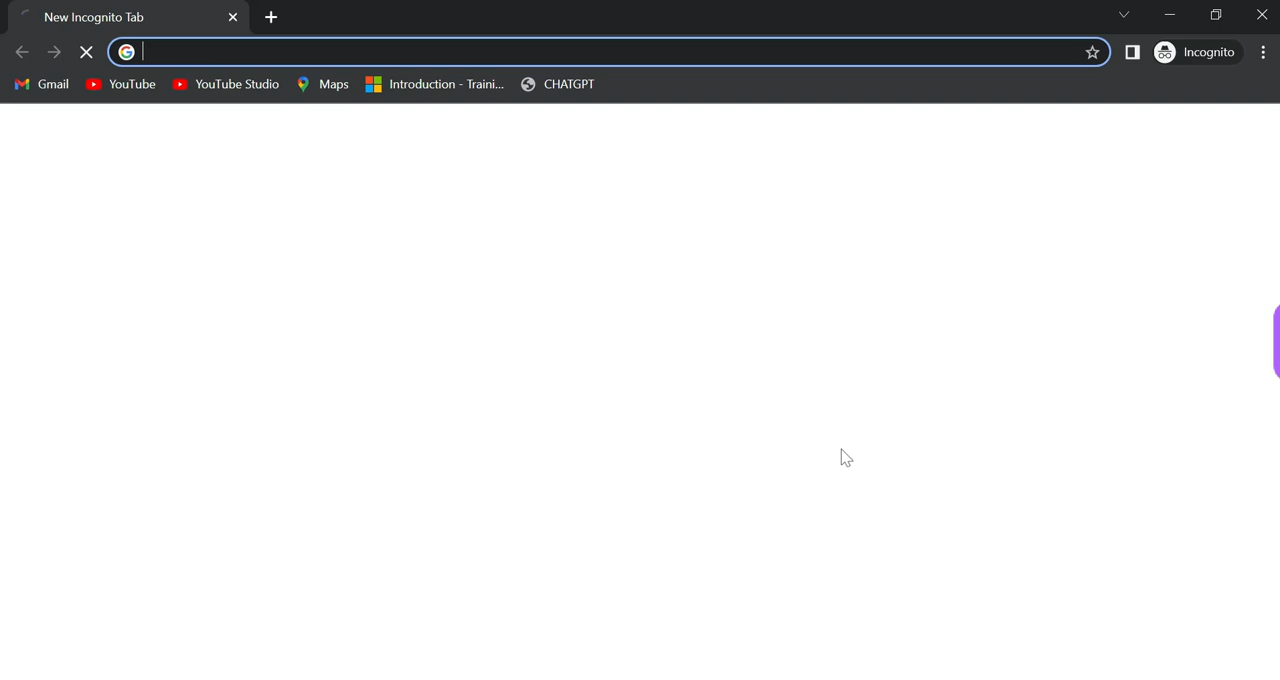 New Incognito Tab
Incognito
Gmail YouTube YouTube Studio Maps Introduction - Traini... CHATGPT